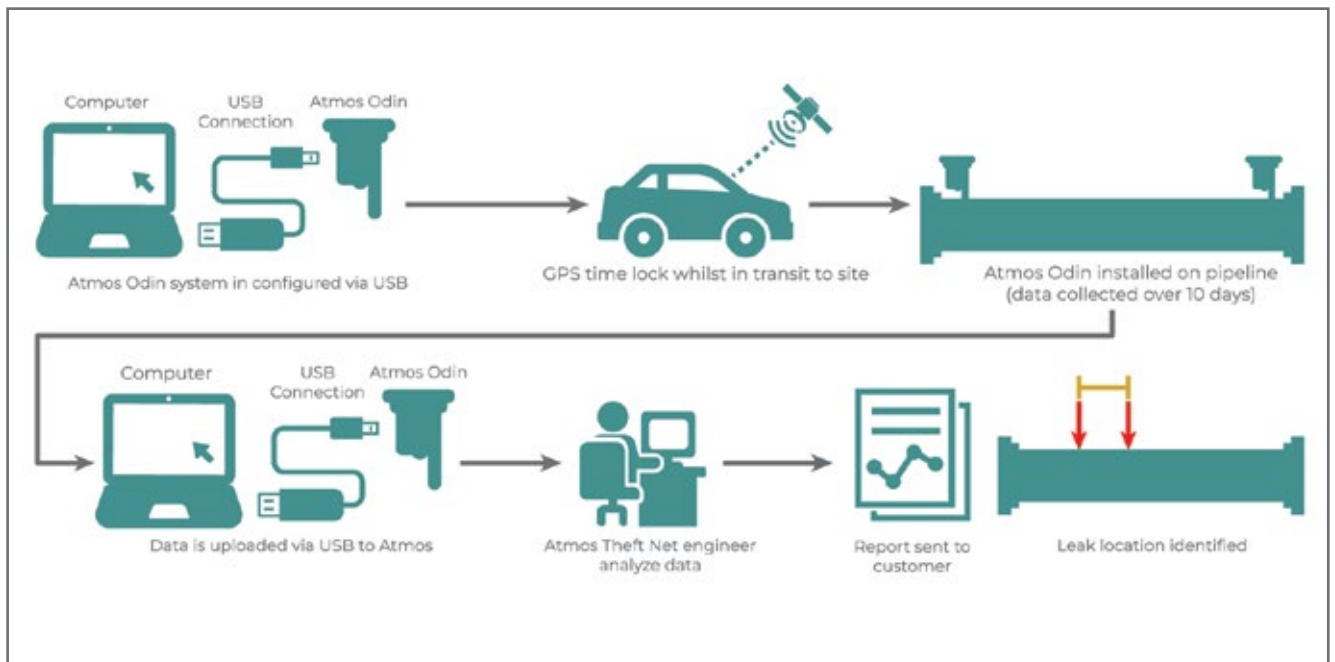 Computer
USB
Connection
Atmos Odin
Atmos Odin system in configured via USB
GPS time lock whilst in transit to site
Atmos Odin installed on pipeline
(data collected over 10 days)
Computer
USB
Connection
Atmos Odin
Data is uploaded via USB to Atmos
Atmos Theft Net engineer
analyze data
Report sent to
customer
Leak location identified